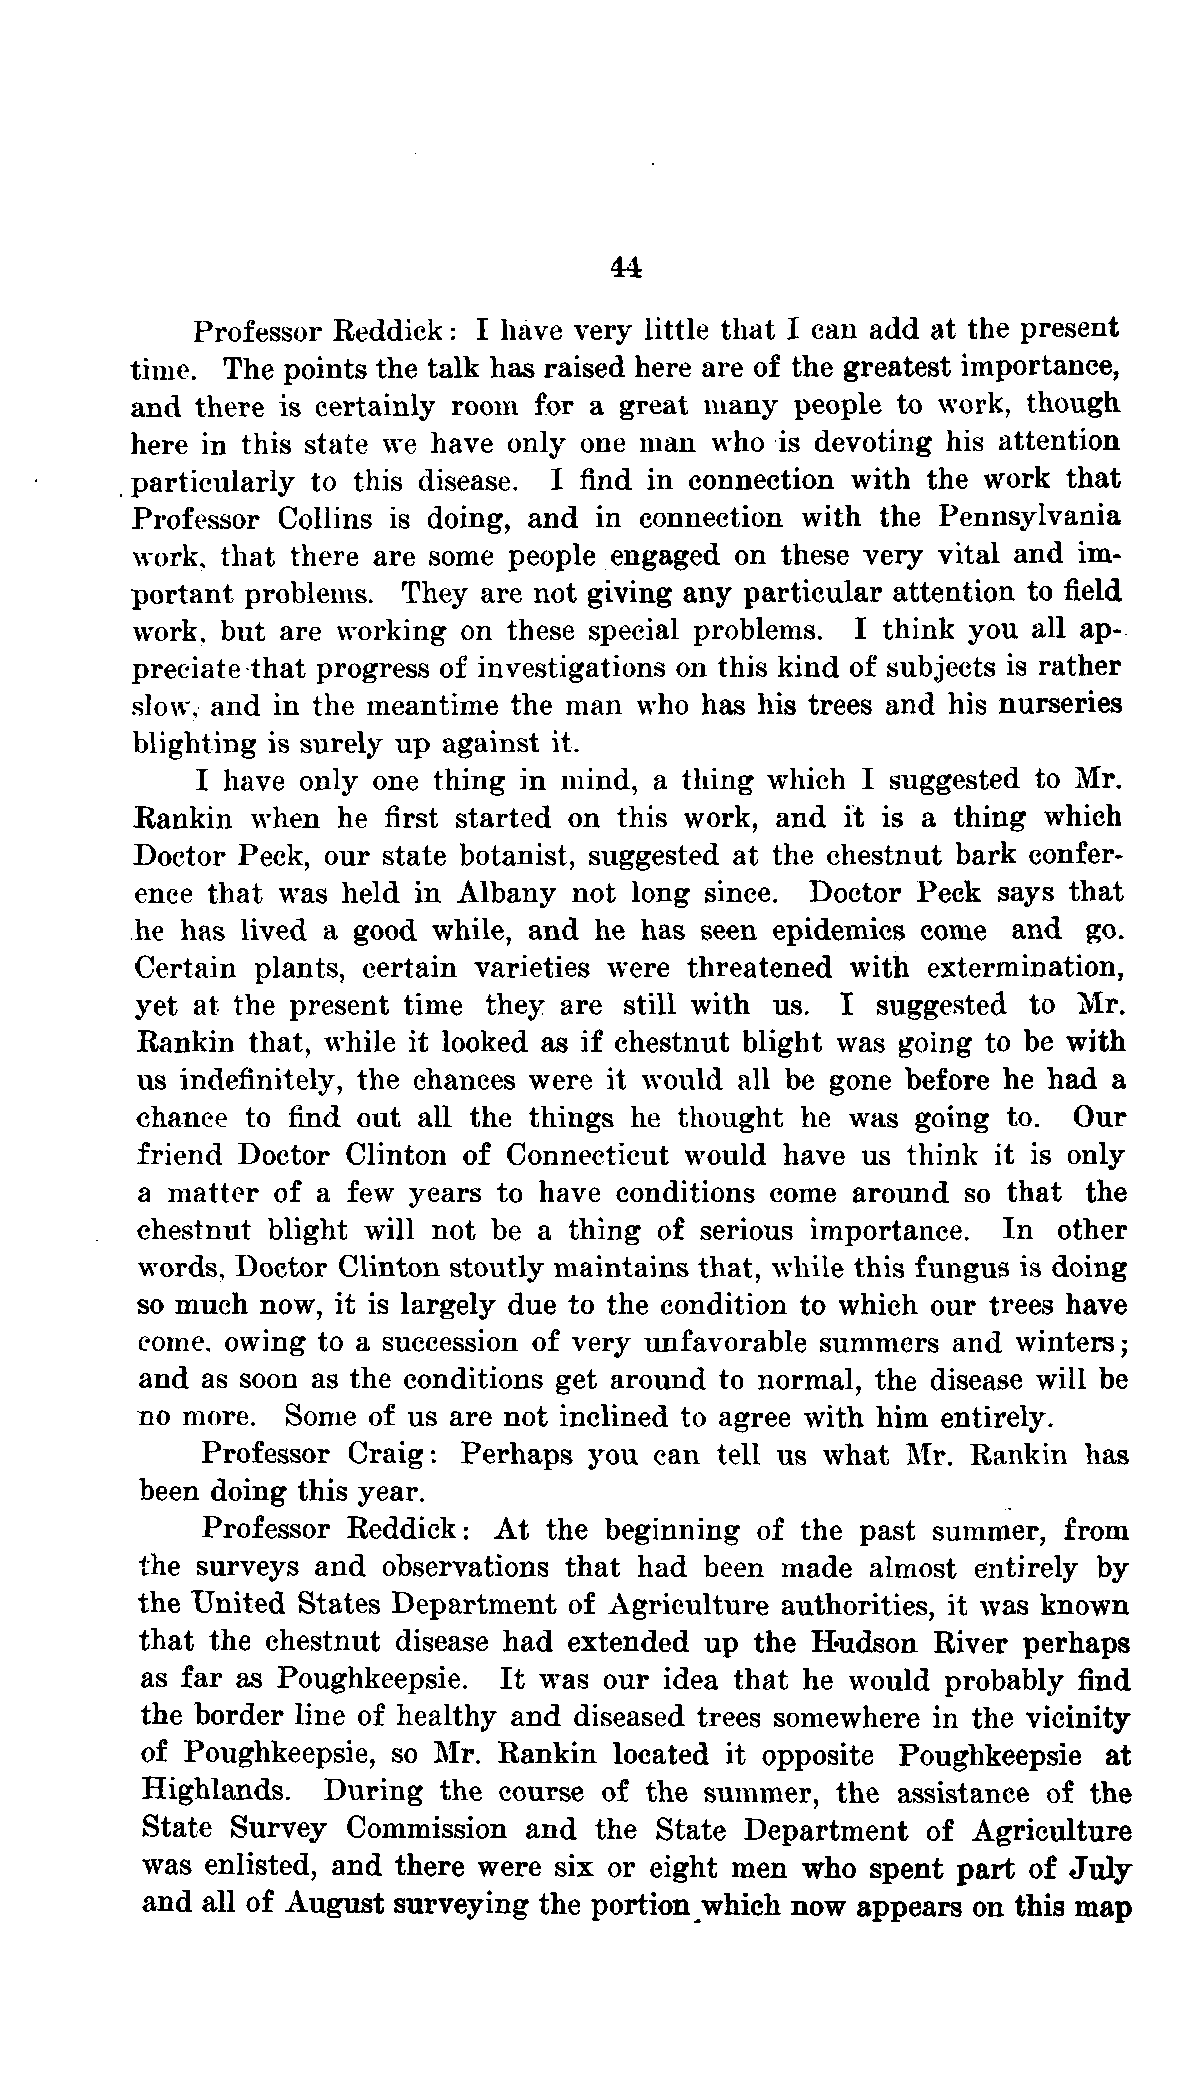 44
Professor Reddick: I have very little that I can add at the present
time. The points the talk has raised here are of the greatest importance,
and there is certainly room for a great many people to work, though
here in this state we have only one man who is devoting his attention
particularly to this disease. I find in connection with the work that
Professor Collins is doing, and in connection with the Pennsylvania
work, that there are some people engaged on these very vital and im-
portant problems. They are not giving any particular attention to field
work, but are working on these special problems. I think you all ap-
preciate that progress of investigations on this kind of subjects is rather
slow, and in the meantime the man who has his trees and his nurseries
blighting is surely up against it.
I have only one thing in mind, a thing which I suggested to Mr.
Rankin when he first started on this work, and it is a thing which
Doctor Peck, our state botanist, suggested at the chestnut bark confer-
ence that was held in Albany not long since. Doctor Peck says that
he has lived a good while, and he has seen epidemics come and go.
Certain plants, certain varieties were threatened with extermination,
yet at the present time they are still with us. I suggested to Mr.
Rankin that, while it looked as if chestnut blight was going to be with
us indefinitely, the chances were it would all be gone before he had a
chance to find out all the things he thought he was going to. Our
friend Doctor Clinton of Connecticut would have us think it is only
a matter of a few years to have conditions come around so that the
chestnut blight will not be a thing of serious importance. In other
words, Doctor Clinton stoutly maintains that, while this fungus is doing
so much now, it is largely due to the condition to which our trees have
come, owing to a succession of very unfavorable summers and winters;
and as soon as the conditions get around to normal, the disease will be
no more. Some of us are not inclined to agree with him entirely.
Professor Craig: Perhaps you can tell us what Mr. Rankin has
been doing this year.
Professor Reddick: At the beginning of the past summer, from
the surveys and observations that had been made almost entirely by
the United States Department of Agriculture authorities, it was known
that the chestnut disease had extended up the Hudson River perhaps
as far as Poughkeepsie. It was our idea that he would probably find
the border line of healthy and diseased trees somewhere in the vicinity
of Poughkeepsie, so Mr. Rankin located it opposite Poughkeepsie at
Highlands. During the course of the summer, the assistance of the
State Survey Commission and the State Department of Agriculture
was enlisted, and there were six or eight men who spent part of July
and all of August surveying the portion which now appears on this map